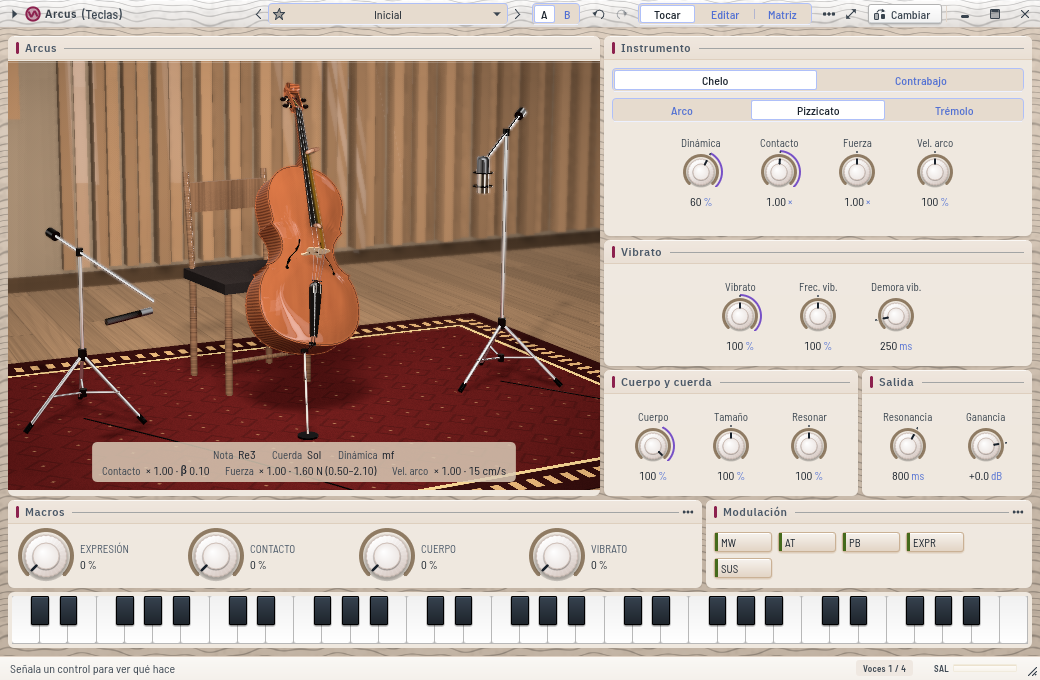 Arcus (Teclas)
Inicial
A B
Tocar Editar Matriz
Cambiar
Arcus
Nota Re3 Cuerda Sol Dinámica mf
Contacto × 1.00 · β 0.10 Fuerza × 1.00 · 1.60 N (0.50–2.10) Vel. arco × 1.00 · 15 cm/s
Instrumento
Chelo Contrabajo
Arco Pizzicato Trémolo
Dinámica Contacto Fuerza Vel. arco
60 % 1.00 × 1.00 × 100 %
Vibrato
Vibrato Frec. vib. Demora vib.
100 % 100 % 250 ms
Cuerpo y cuerda
Cuerpo Tamaño Resonar
100 % 100 % 100 %
Salida
Resonancia Ganancia
800 ms +0.0 dB
Macros
EXPRESIÓN
0 %
CONTACTO
0 %
CUERPO
0 %
VIBRATO
0 %
Modulación
MW AT PB EXPR
SUS
Señala un control para ver qué hace
Voces 1 / 4
SAL